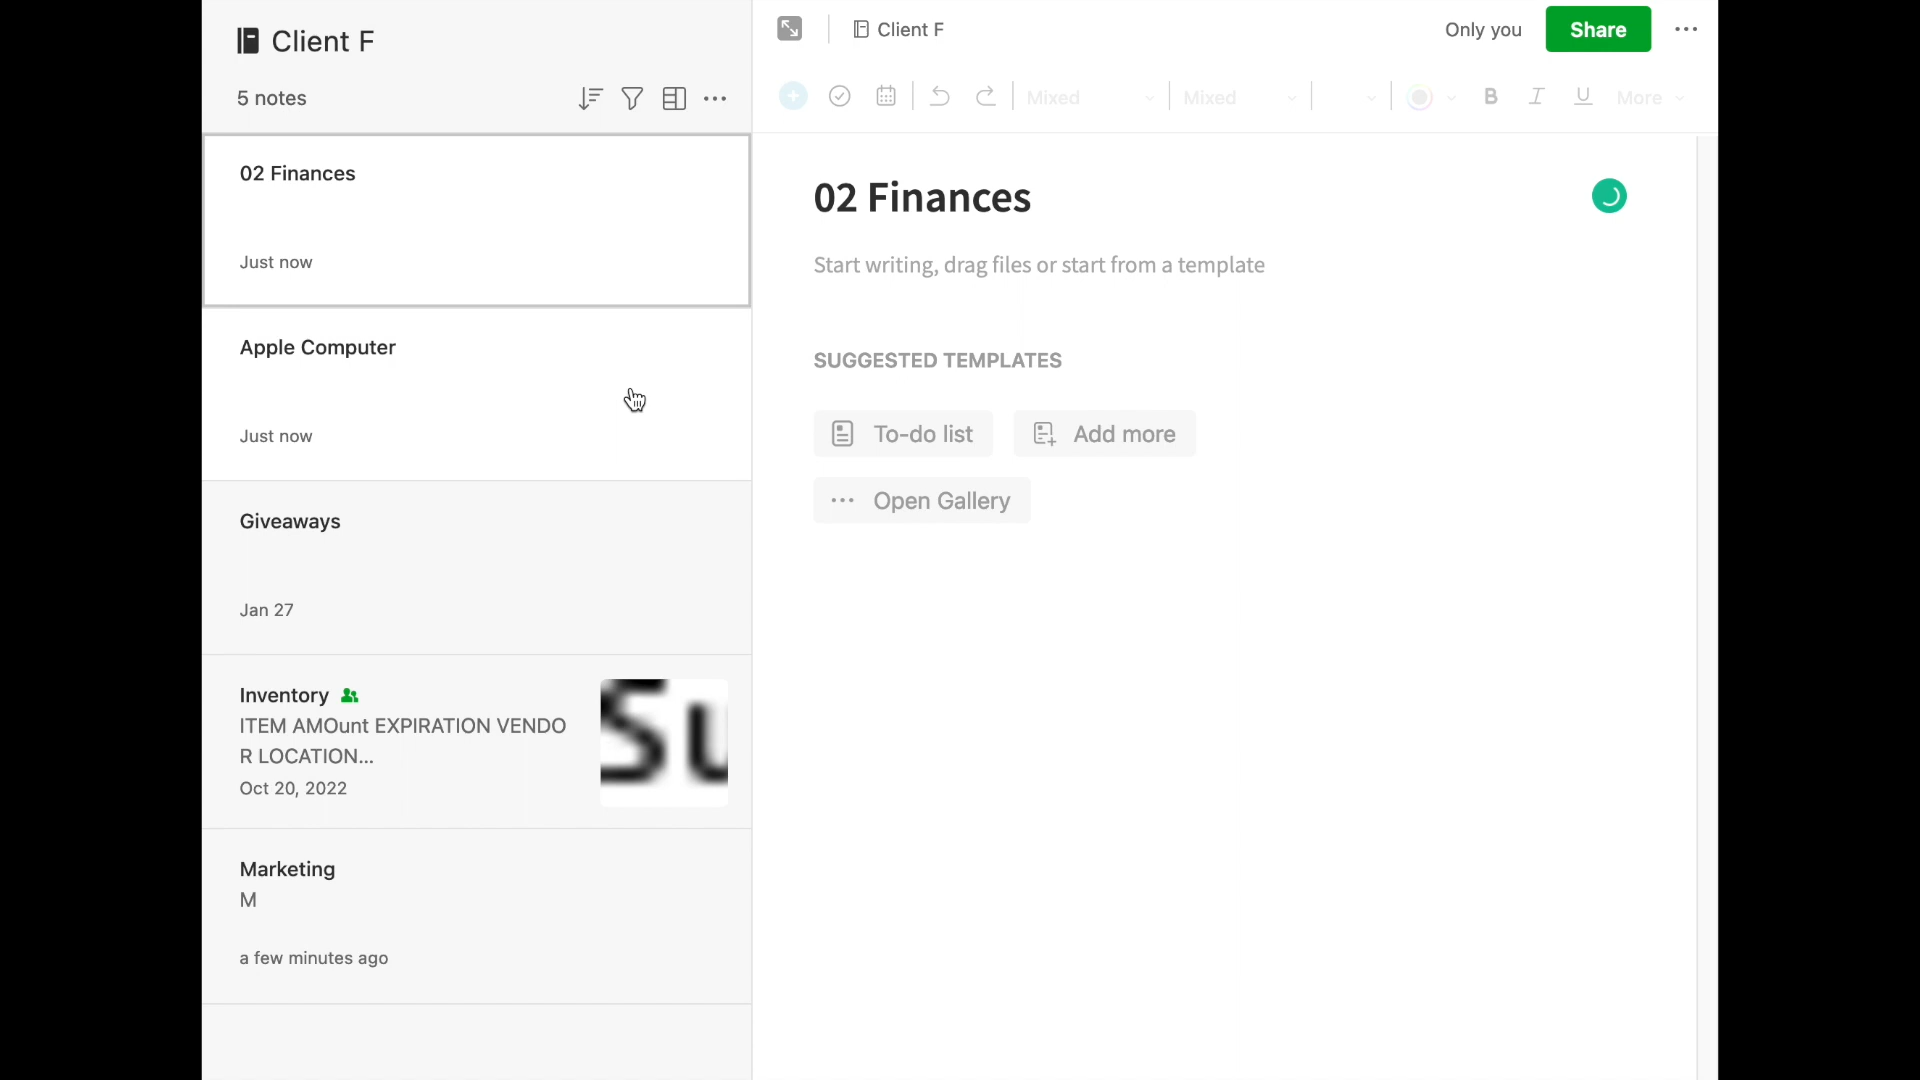 Client F
5 notes
02 Finances
Just now
Apple Computer
Just now
Giveaways
Jan 27
Inventory
ITEM AMOunt EXPIRATION VENDO
R LOCATION...
Oct 20, 2022
Su
Marketing
M
a few minutes ago
Client F
Only you
Share
Mixed
Mixed
B
I
U
More
02 Finances
Start writing, drag files or start from a template
SUGGESTED TEMPLATES
To-do list
Add more
Open Gallery